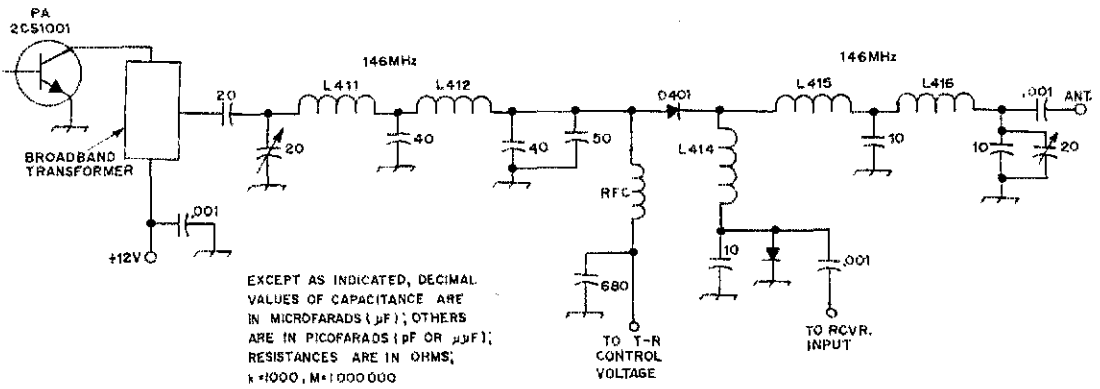 PA
2CS1001
146MHz
146MHz
L411
L412
D401
L415
L416
.001
ANT.
20
20
40
40
50
L414
10
10
20
BROADBAND
TRANSFORMER
RFC
.001
+12V
10
.001
680
EXCEPT AS INDICATED, DECIMAL
VALUES OF CAPACITANCE ARE
IN MICROFARADS (µF); OTHERS
ARE IN PICOFARADS (pF OR µµF);
RESISTANCES ARE IN OHMS;
k=1000, M=1000000
TO T-R
CONTROL
VOLTAGE
TO RCVR.
INPUT